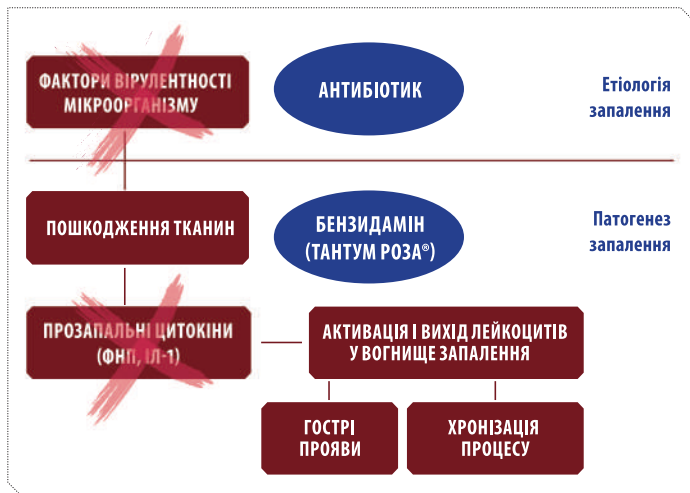 ФАКТОРИ ВІРУЛЕНТНОСТІ
МІКРООРГАНІЗМУ
АНТИБІОТИК
Етіологія
запалення
ПОШКОДЖЕННЯ ТКАНИН
БЕНЗИДАМІН
(ТАНТУМ РОЗА®)
Патогенез
запалення
ПРОЗАПАЛЬНІ ЦИТОКІНИ
(ФНП, ІЛ-1)
АКТИВАЦІЯ І ВИХІД ЛЕЙКОЦИТІВ
У ВОГНИЩЕ ЗАПАЛЕННЯ
ГОСТРІ
ПРОЯВИ
ХРОНІЗАЦІЯ
ПРОЦЕСУ